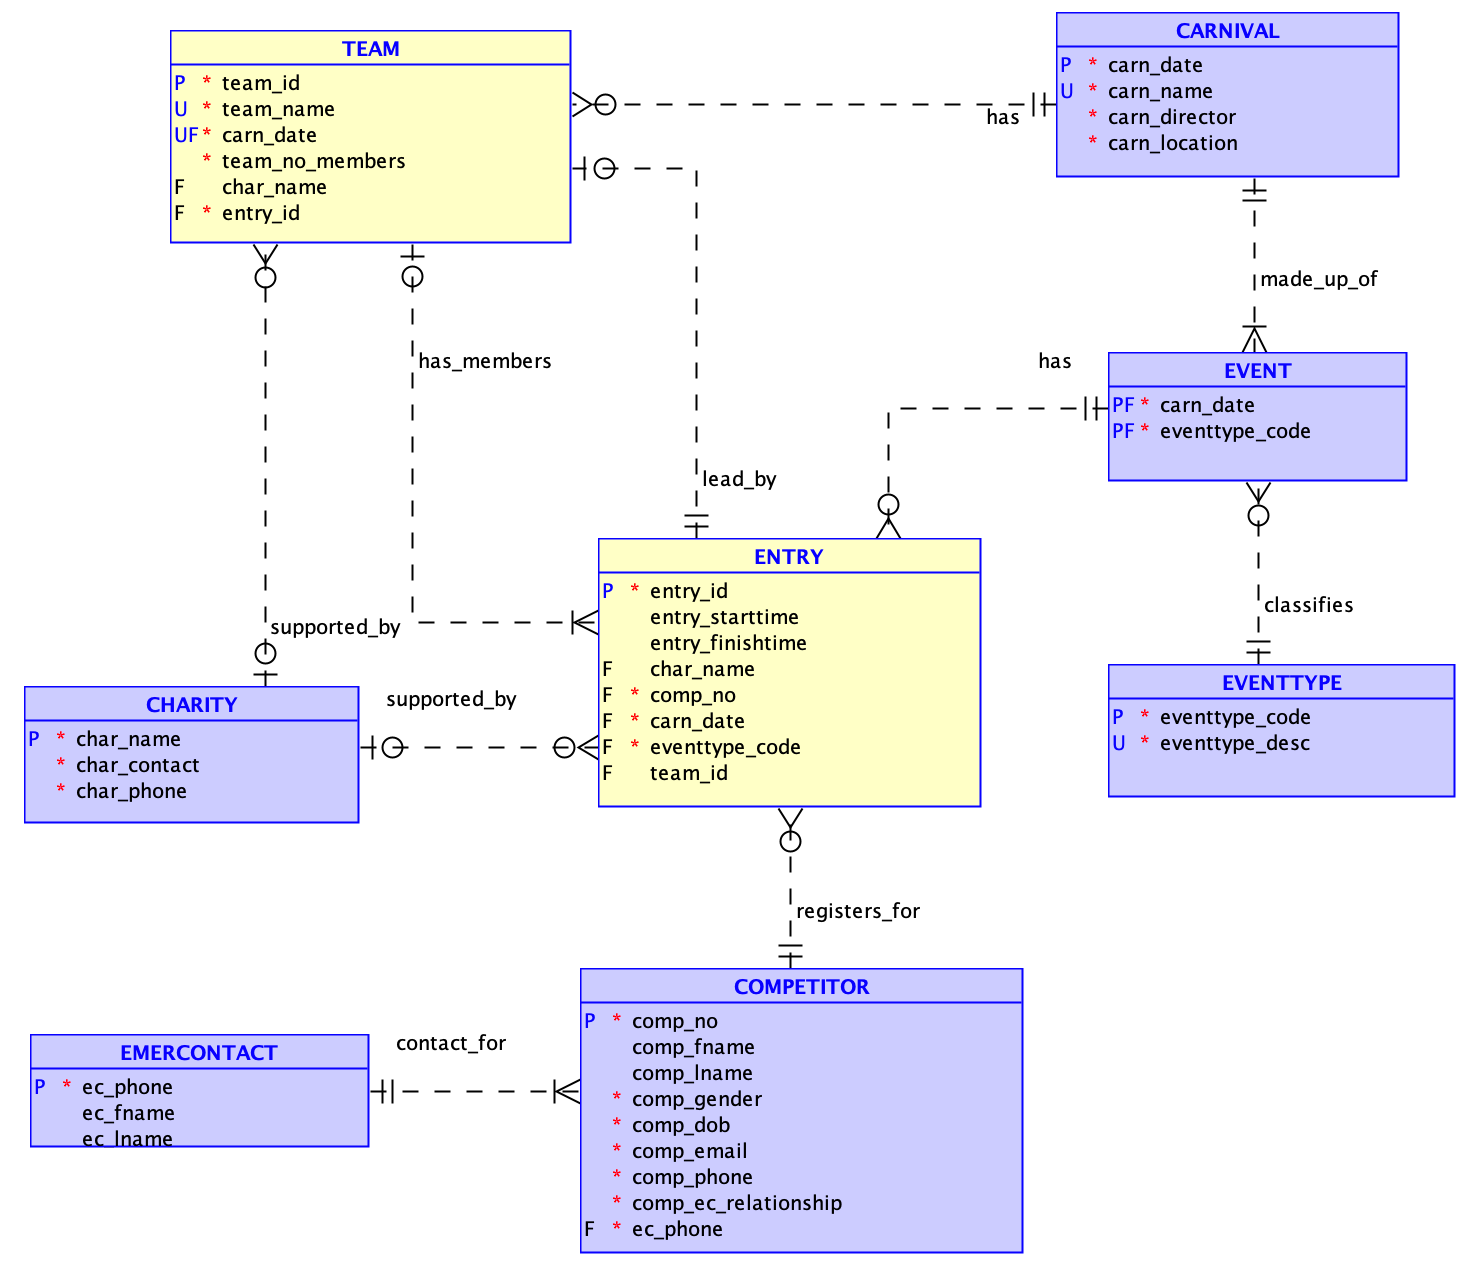 TEAM
P * team_id
U * team_name
UF* carn_date
* team_no_members
F char_name
F * entry_id
CARNIVAL
P * carn_date
U * carn_name
* carn_director
* carn_location
has
made_up_of
has_members
has
EVENT
PF* carn_date
PF* eventtype_code
lead_by
classifies
supported_by
ENTRY
P * entry_id
entry_starttime
entry_finishtime
F char_name
F * comp_no
F * carn_date
F * eventtype_code
F team_id
EVENTTYPE
P * eventtype_code
U * eventtype_desc
CHARITY
P * char_name
* char_contact
* char_phone
supported_by
registers_for
COMPETITOR
P * comp_no
comp_fname
comp_lname
* comp_gender
* comp_dob
* comp_email
* comp_phone
* comp_ec_relationship
F * ec_phone
contact_for
EMERCONTACT
P * ec_phone
ec_fname
ec_lname